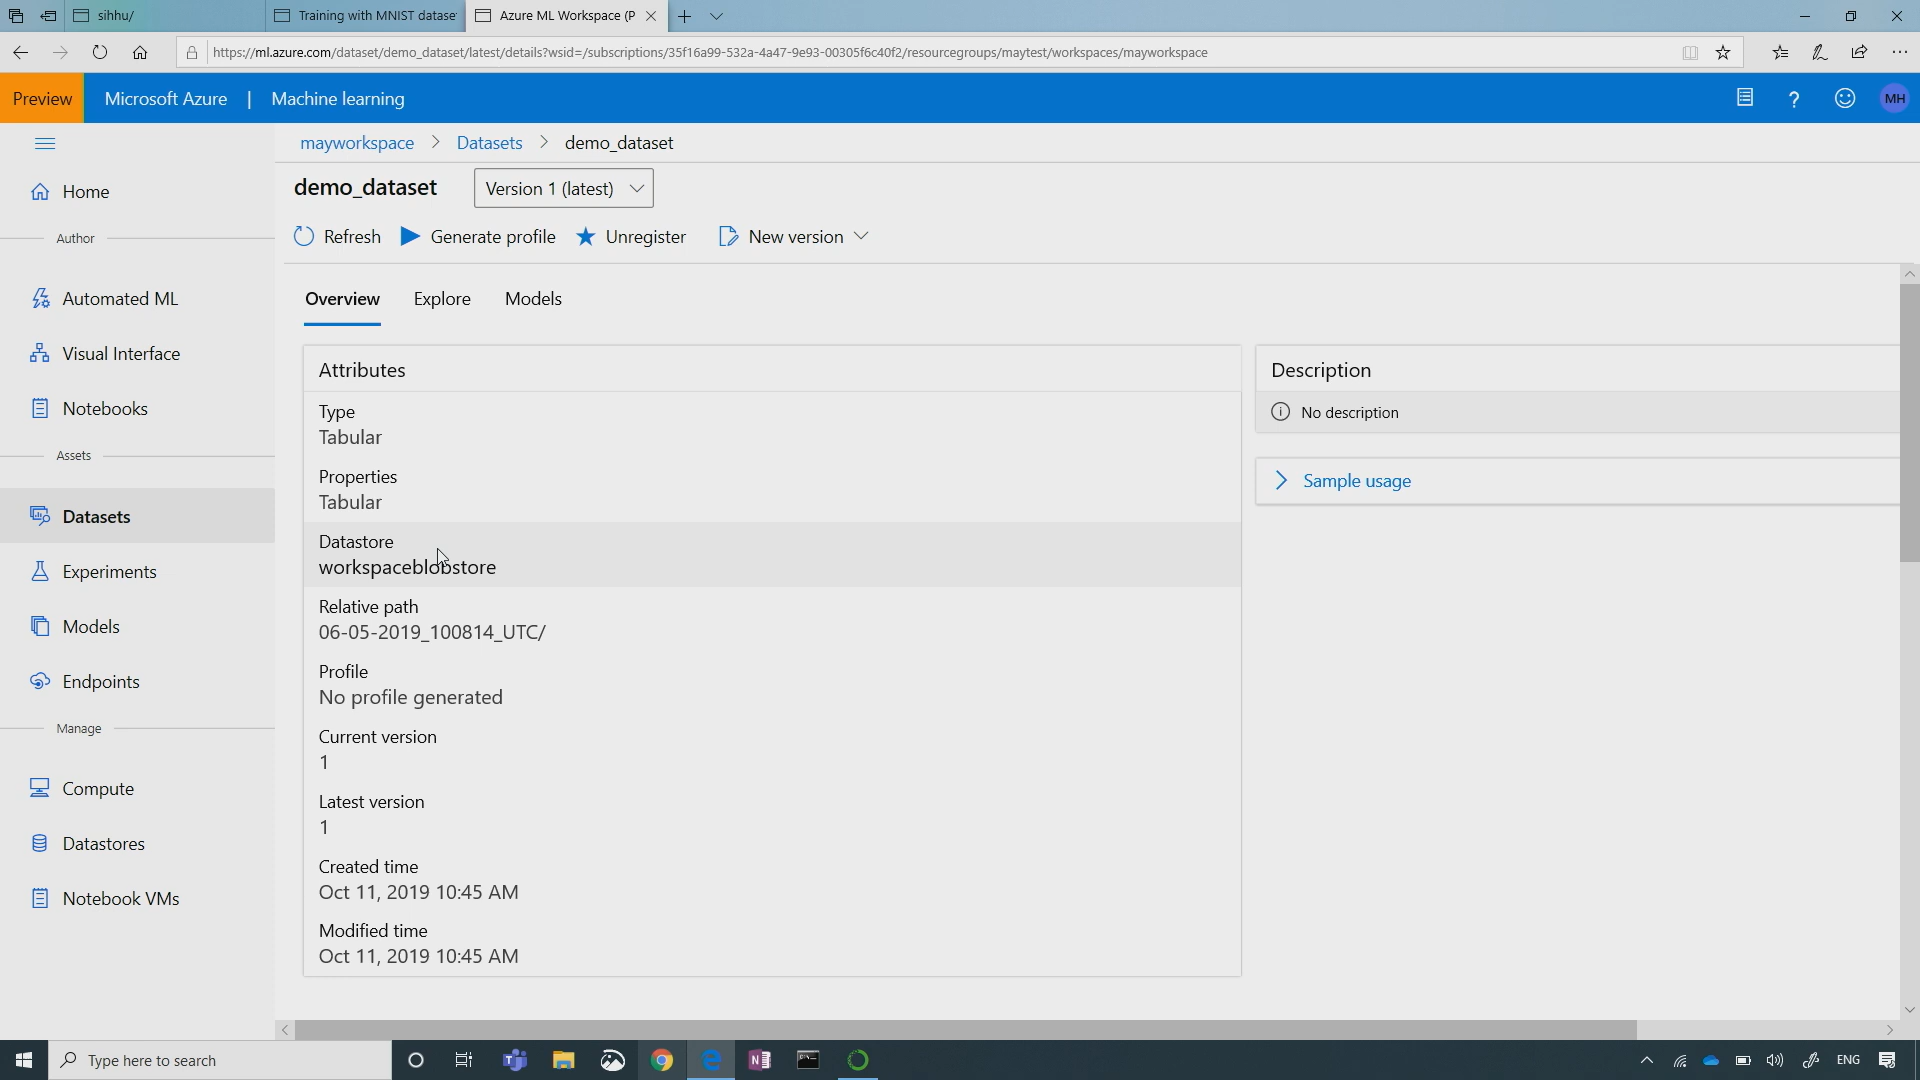 sihhu/
Training with MNIST datase
Azure ML Workspace (P
https://ml.azure.com/dataset/demo_dataset/latest/details?wsid=/subscriptions/35f16a99-532a-4a47-9e93-00305f6c40f2/resourcegroups/maytest/workspaces/mayworkspace
Preview
Microsoft Azure | Machine learning
MH
mayworkspace > Datasets > demo_dataset
demo_dataset
Version 1 (latest)
Refresh
Generate profile
Unregister
New version
Home
Author
Automated ML
Visual Interface
Notebooks
Assets
Datasets
Experiments
Models
Endpoints
Manage
Compute
Datastores
Notebook VMs
Overview
Explore
Models
Attributes
Type
Tabular
Properties
Tabular
Datastore
workspaceblobstore
Relative path
06-05-2019_100814_UTC/
Profile
No profile generated
Current version
1
Latest version
1
Created time
Oct 11, 2019 10:45 AM
Modified time
Oct 11, 2019 10:45 AM
Description
No description
Sample usage
Type here to search
ENG